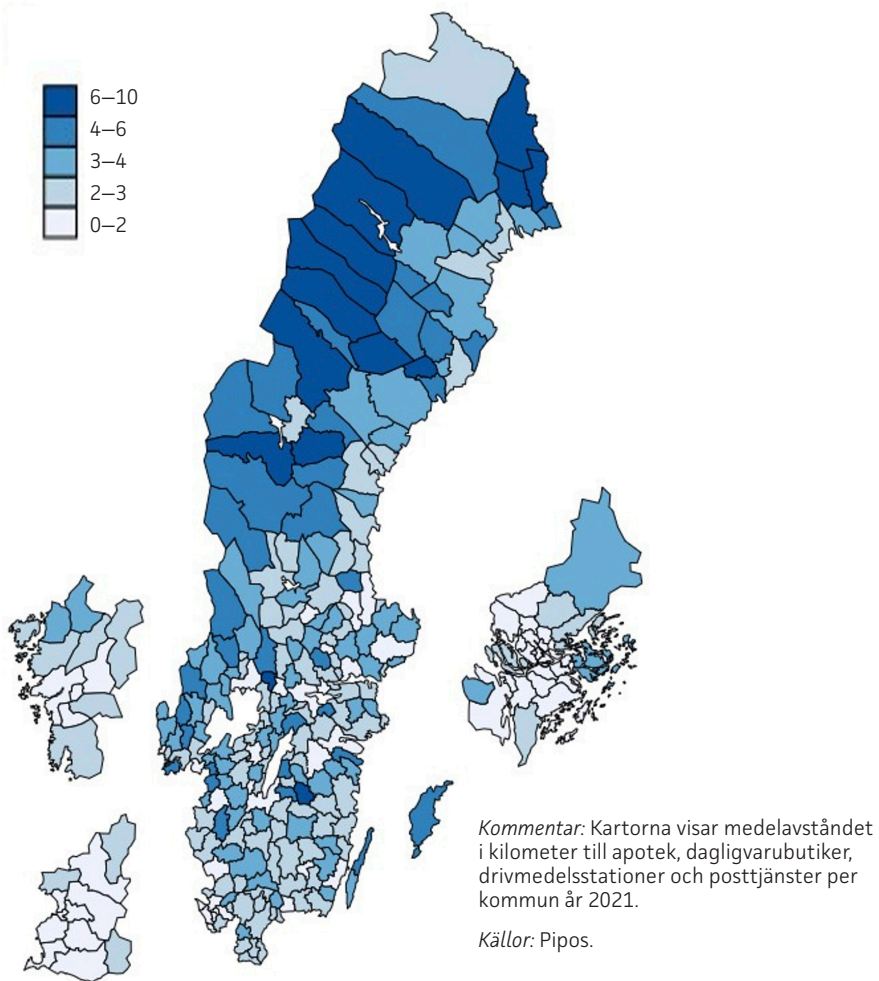 6–10
4–6
3–4
2–3
0–2
Kommentar: Kartorna visar medelavståndet
i kilometer till apotek, dagligvarubutiker,
drivmedelsstationer och posttjänster per
kommun år 2021.
Källor: Pipos.